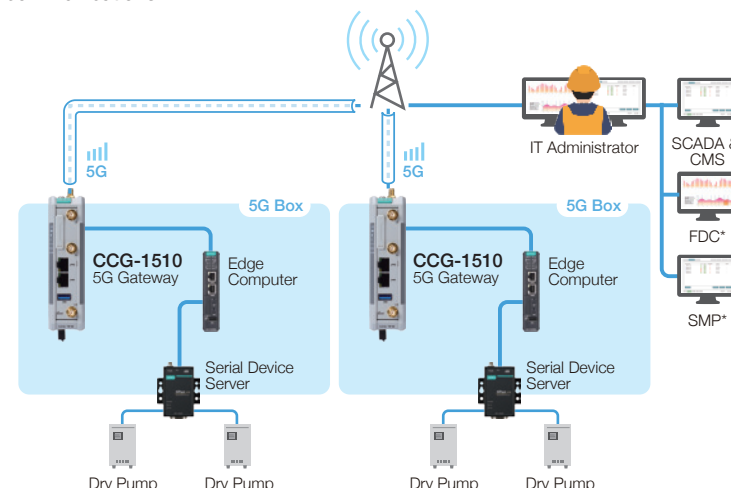 IT Administrator
SCADA &
CMS
FDC*
SMP*
5G
5G
5G Box
5G Box
CCG-1510
5G Gateway
Edge
Computer
Serial Device
Server
Dry Pump
Dry Pump
CCG-1510
5G Gateway
Edge
Computer
Serial Device
Server
Dry Pump
Dry Pump